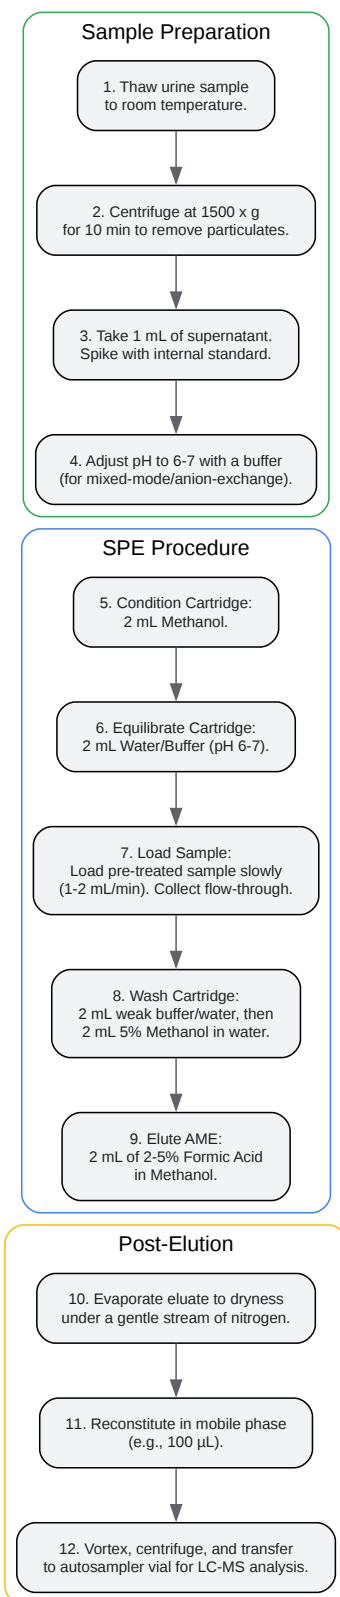 Sample Preparation
1. Thaw urine sample
to room temperature.
2. Centrifuge at 1500 x g
for 10 min to remove particulates.
3. Take 1 mL of supernatant.
Spike with internal standard.
4. Adjust pH to 6-7 with a buffer
(for mixed-mode/anion-exchange).
SPE Procedure
5. Condition Cartridge:
2 mL Methanol.
6. Equilibrate Cartridge:
2 mL Water/Buffer (pH 6-7).
7. Load Sample:
Load pre-treated sample slowly
(1-2 mL/min). Collect flow-through.
8. Wash Cartridge:
2 mL weak buffer/water, then
2 mL 5% Methanol in water.
9. Elute AME:
2 mL of 2-5% Formic Acid
in Methanol.
Post-Elution
10. Evaporate eluate to dryness
under a gentle stream of nitrogen.
11. Reconstitute in mobile phase
(e.g., 100 µL).
12. Vortex, centrifuge, and transfer
to autosampler vial for LC-MS analysis.